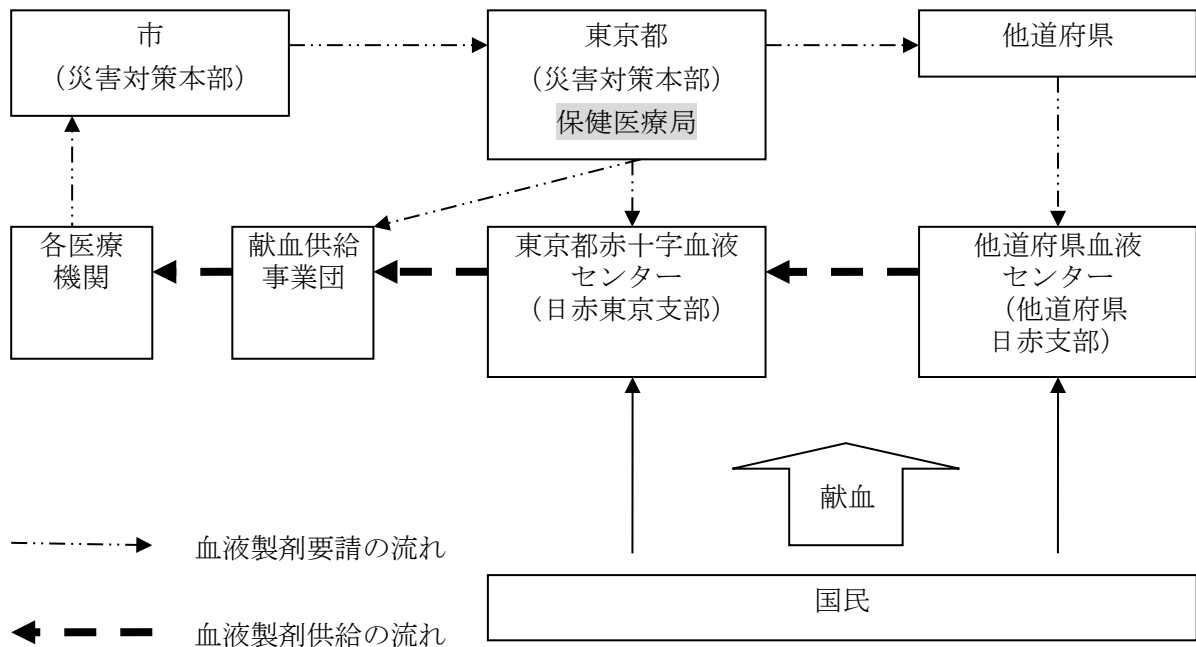 市
（災害対策本部）
東京都
（災害対策本部）
保健医療局
他道府県
各医療
機関
献血供給
事業団
東京都赤十字血液
センター
（日赤東京支部）
他道府県血液
センター
（他道府県
日赤支部）
献血
血液製剤要請の流れ
国民
血液製剤供給の流れ